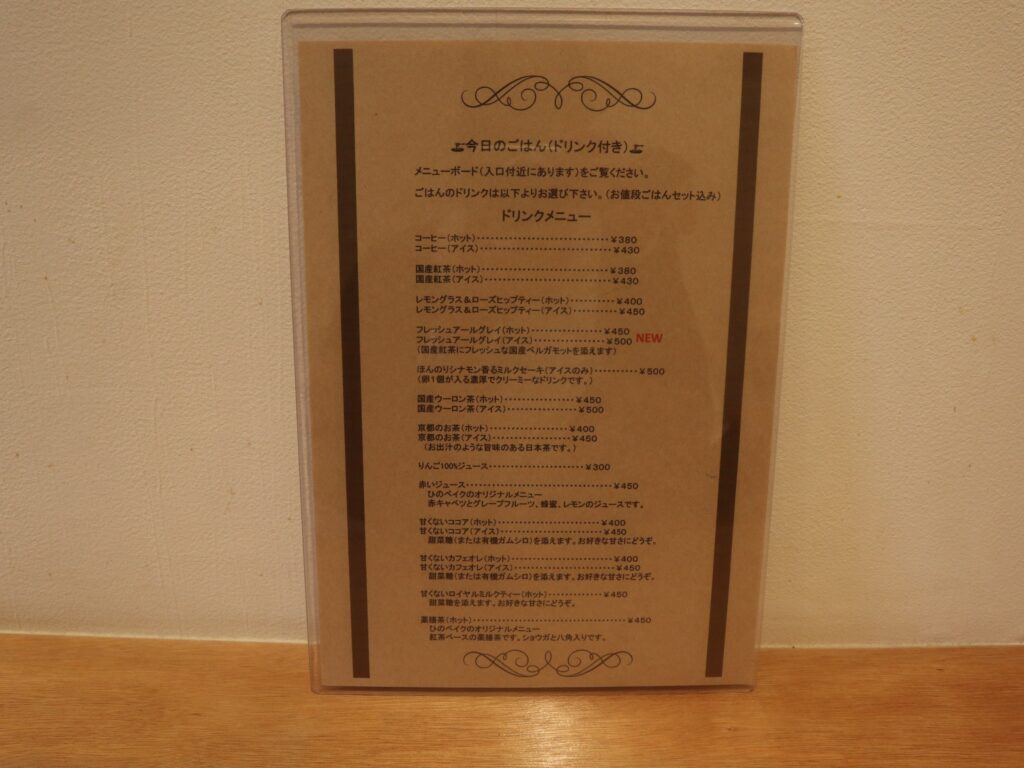 今日のごはん(ドリンク付き)
メニューボード(入口付近にあります)をご覧ください。
ごはんのドリンクは以下よりお選び下さい。(お値段ごはんセット込み)
ドリンクメニュー
コーヒー(ホット)‥‥‥‥‥‥‥‥‥‥‥‥‥‥¥380
コーヒー(アイス)‥‥‥‥‥‥‥‥‥‥‥‥‥‥¥430
国産紅茶(ホット)‥‥‥‥‥‥‥‥‥‥‥‥‥‥¥380
国産紅茶(アイス)‥‥‥‥‥‥‥‥‥‥‥‥‥‥¥430
レモングラス&ローズヒップティー(ホット)‥‥‥‥‥¥400
レモングラス&ローズヒップティー(アイス)‥‥‥‥‥¥450
フレッシュアールグレイ(ホット)‥‥‥‥‥‥‥‥¥450
フレッシュアールグレイ(アイス)‥‥‥‥‥‥‥‥¥500 NEW
(国産紅茶にフレッシュな国産ベルガモットを添えます)
ほんのりシナモン香るミルクセーキ(アイスのみ)‥‥‥‥‥¥500
(卵1個が入る濃厚でクリーミーなドリンクです。)
国産ウーロン茶(ホット)‥‥‥‥‥‥‥‥¥450
国産ウーロン茶(アイス)‥‥‥‥‥‥‥‥¥500
京都のお茶(ホット)‥‥‥‥‥‥‥‥‥¥400
京都のお茶(アイス)‥‥‥‥‥‥‥‥‥¥450
(お出汁のような旨味のある日本茶です。)
りんご100%ジュース‥‥‥‥‥‥‥‥‥‥¥300
赤いジュース‥‥‥‥‥‥‥‥‥‥‥‥‥‥‥‥¥450
ひのベイクのオリジナルメニュー
赤キャベツとグレープフルーツ、蜂蜜、レモンのジュースです。
甘くないココア(ホット)‥‥‥‥‥‥‥‥‥‥‥¥400
甘くないココア(アイス)‥‥‥‥‥‥‥‥‥‥‥¥450
甜菜糖(または有機ガムシロ)を添えます。お好きな甘さにどうぞ。
甘くないカフェオレ(ホット)‥‥‥‥‥‥‥‥‥‥‥¥400
甘くないカフェオレ(アイス)‥‥‥‥‥‥‥‥‥‥‥¥450
甜菜糖(または有機ガムシロ)を添えます。お好きな甘さにどうぞ。
甘くないロイヤルミルクティー(ホット)‥‥‥‥‥‥¥450
甜菜糖を添えます。お好きな甘さにどうぞ。
薬膳茶(ホット)‥‥‥‥‥‥‥‥‥‥‥‥‥‥‥‥‥¥450
ひのベイクのオリジナルメニュー
紅茶ベースの薬膳茶です。ショウガと八角入りです。